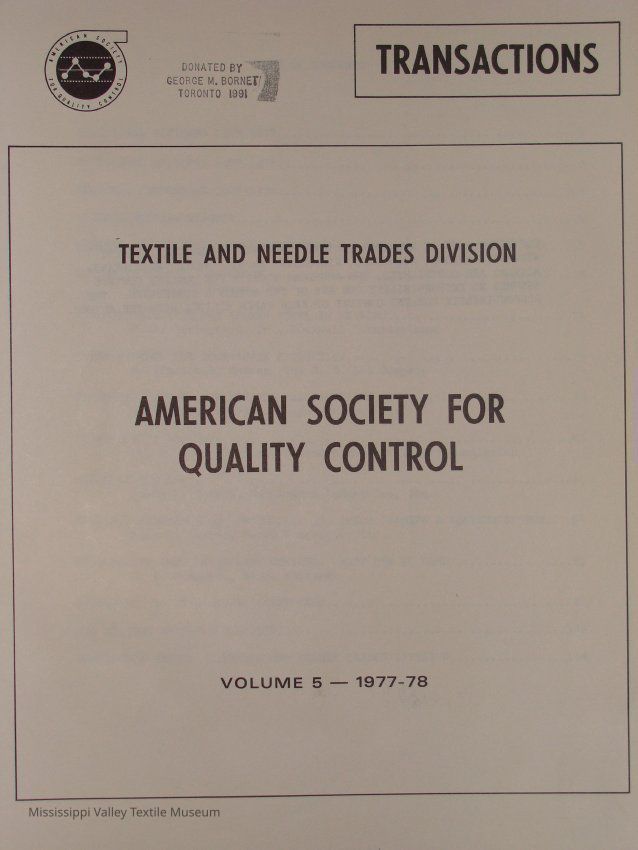 AMERICAN SOCIETY
FOR QUALITY CONTROL
DONATED BY
GEORGE M. BORNET
TORONTO 1991
TRANSACTIONS
TEXTILE AND NEEDLE TRADES DIVISION
AMERICAN SOCIETY FOR
QUALITY CONTROL
VOLUME 5 — 1977-78
Mississippi Valley Textile Museum